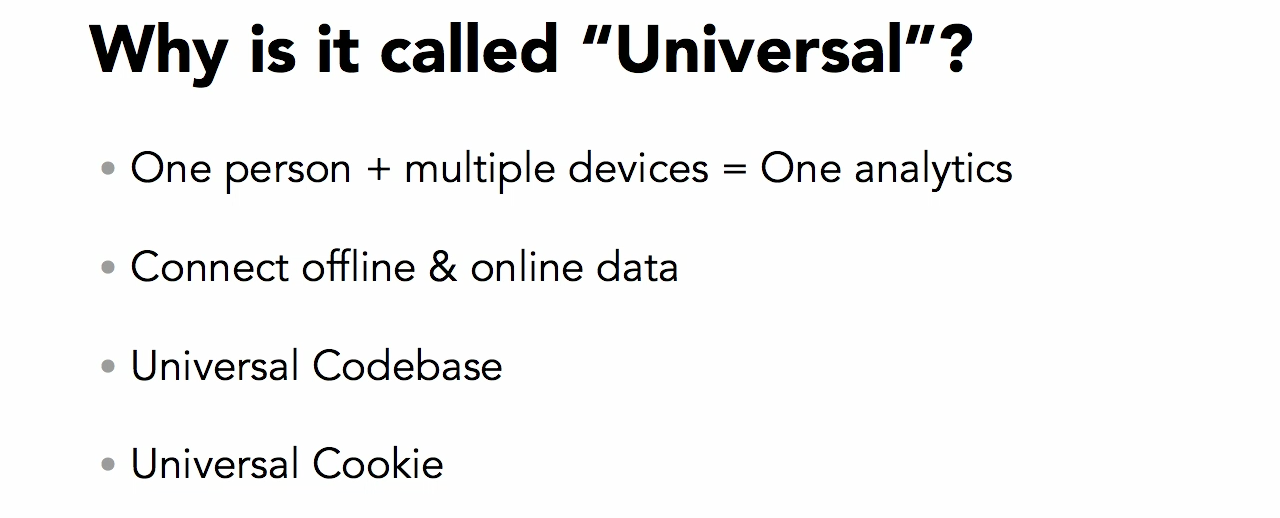 Why is it called “Universal”?
• One person + multiple devices = One analytics
• Connect offline & online data
• Universal Codebase
• Universal Cookie